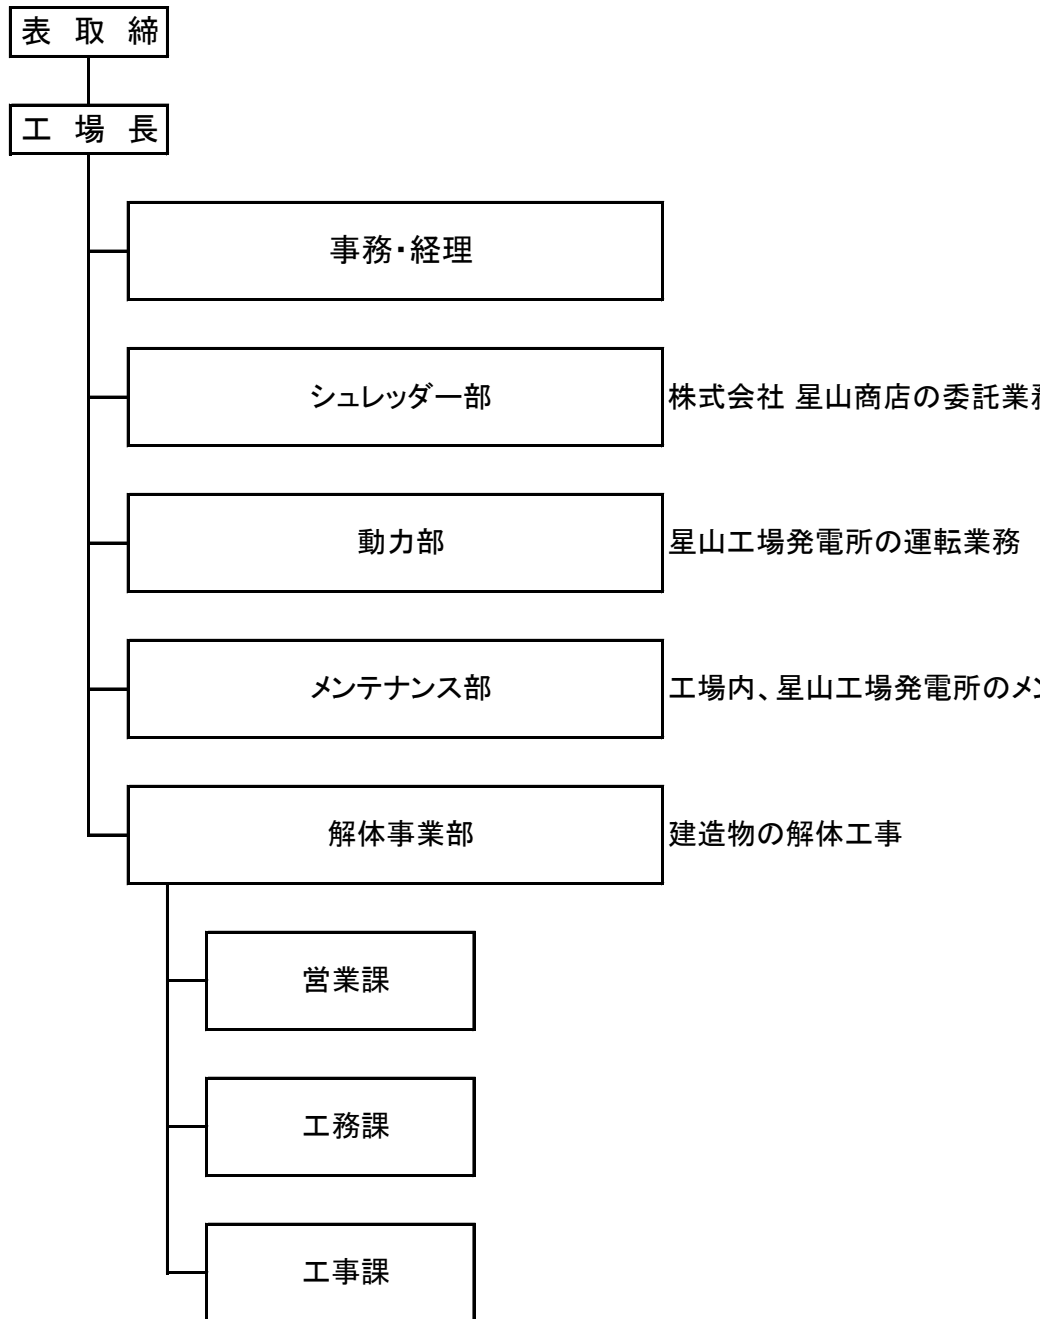 表 取 締
工 場 長
事務・経理
シュレッダー部
株式会社 星山商店の委託業務
動力部
星山工場発電所の運転業務
メンテナンス部
工場内、星山工場発電所のメン
解体事業部
建造物の解体工事
営業課
工務課
工事課